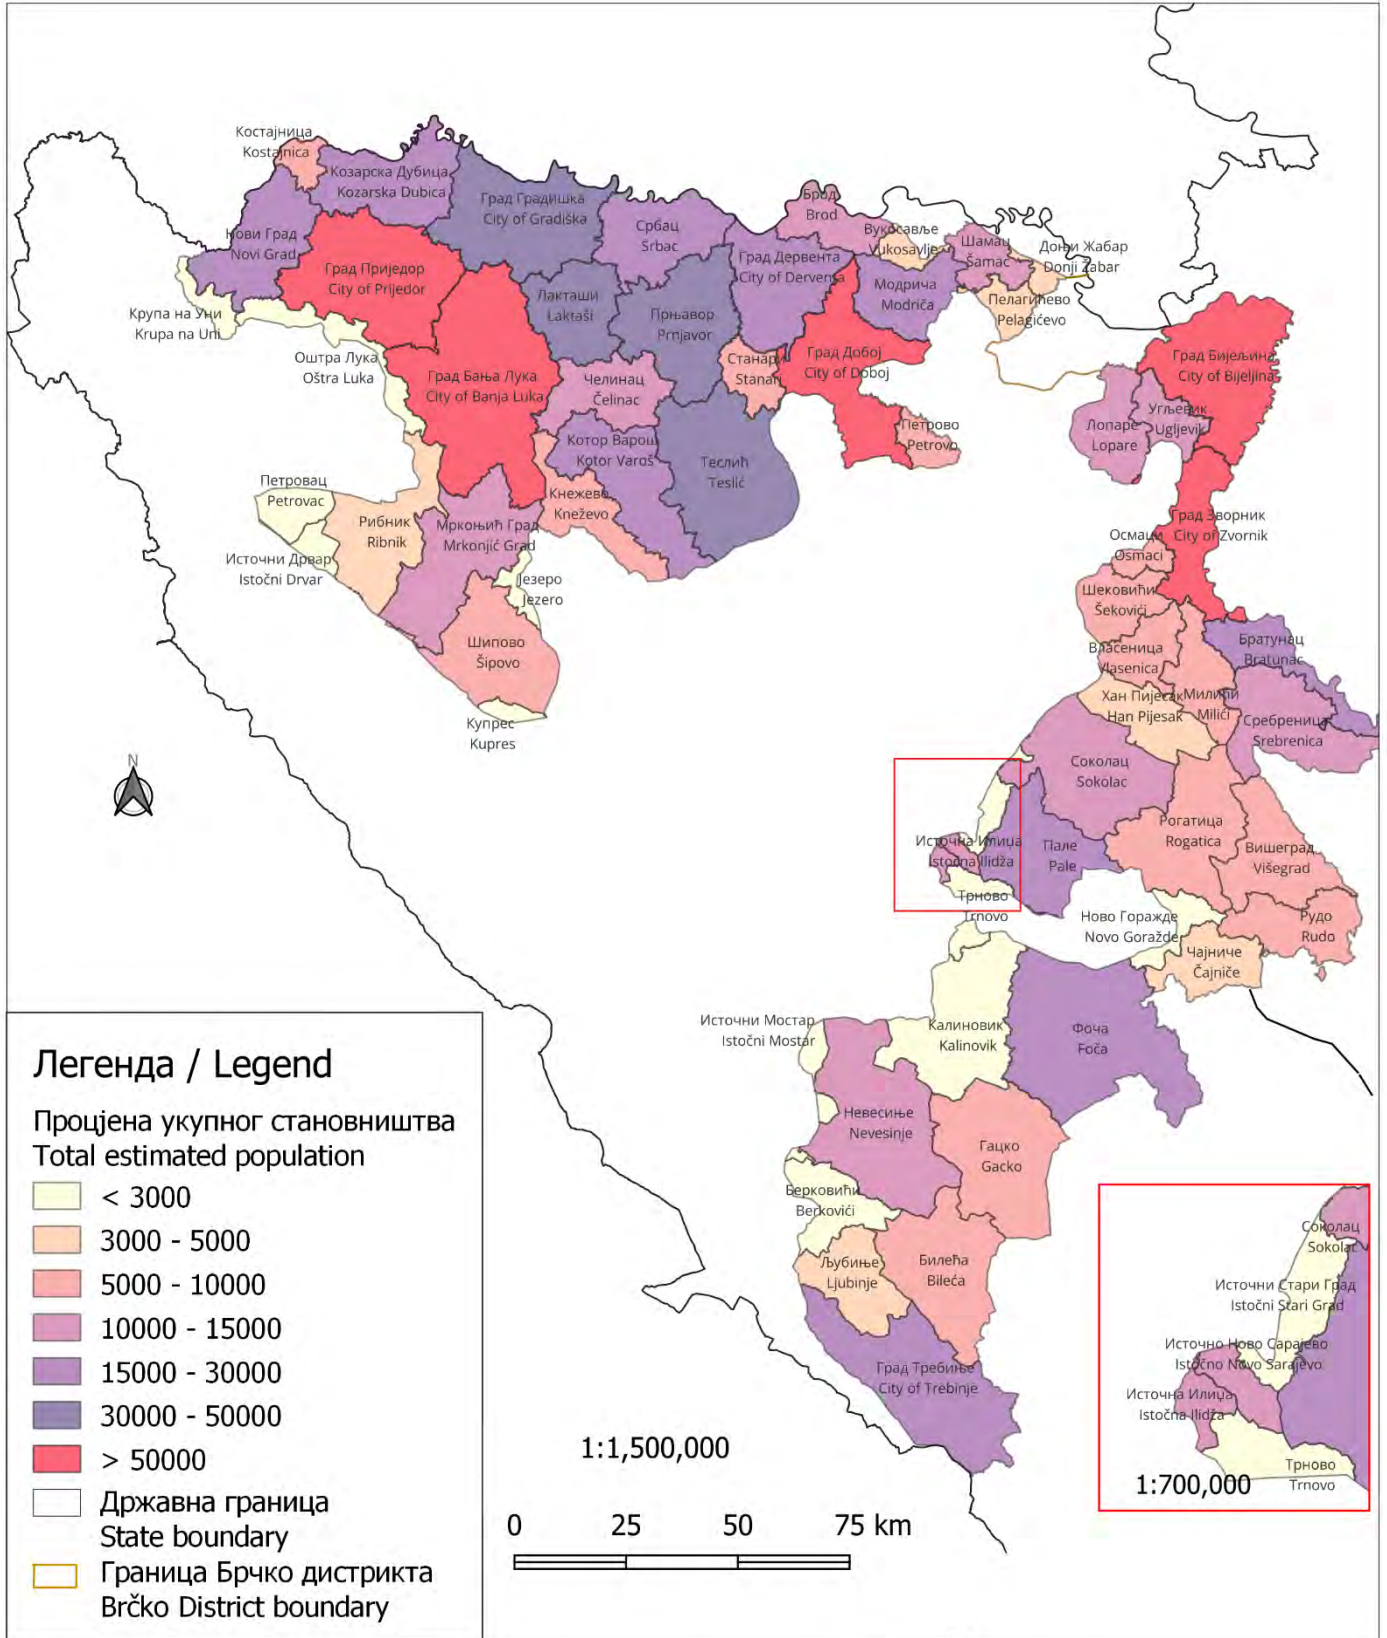 Костајница
Kostajnica
Козарска Дубица
Kozarska Dubica
Град Градишка
City of Gradiška
Србац
Srbac
Брод
Brod
Вукосавље
Vukosavlje
Шамац
Šamac
Доњи Жабар
Donji Žabar
Нови Град
Novi Grad
Град Приједор
City of Prijedor
Град Дервента
City of Derventa
Модрича
Modriča
Пелагићево
Pelagićevo
Крупа на Уни
Krupa na Uni
Лакташи
Laktaši
Прњавор
Prnjavor
Оштра Лука
Oštra Luka
Град Бања Лука
City of Banja Luka
Челинац
Čelinac
Станари
Stanari
Град Добој
City of Doboj
Град Бијељина
City of Bijeljina
Угљевик
Ugljevik
Лопаре
Lopare
Петрово
Petrovo
Котор Варош
Kotor Varoš
Теслић
Teslić
Петровац
Petrovac
Рибник
Ribnik
Мркоњић Град
Mrkonjić Grad
Кнежево
Kneževo
Источни Дрвар
Istočni Drvar
Језеро
Jezero
Шипово
Šipovo
Купрес
Kupres
Град Зворник
City of Zvornik
Осмаци
Osmaci
Шековићи
Šekovići
Власеница
Vlasenica
Братунац
Bratunac
Хан Пијесак
Han Pijesak
Милићи
Milići
Сребреница
Srebrenica
Соколац
Sokolac
Рогатица
Rogatica
Вишеград
Višegrad
Источна Илиџа
Istočna Ilidža
Пале
Pale
Трново
Trnovo
Ново Горажде
Novo Goražde
Рудо
Rudo
Чајниче
Čajniče
N
Источни Мостар
Istočni Mostar
Калиновик
Kalinovik
Фоча
Foča
Невесиње
Nevesinje
Гацко
Gacko
Берковићи
Berkovići
Љубиње
Ljubinje
Билећа
Bileća
Град Требиње
City of Trebinje
Соколац
Sokolac
Источни Стари Град
Istočni Stari Grad
Источно Ново Сарајево
Istočno Novo Sarajevo
Источна Илиџа
Istočna Ilidža
Трново
Trnovo
1:700,000
1:1,500,000
0 25 50 75 km
Легенда / Legend
Процјена укупног становништва
Total estimated population
< 3000
3000 - 5000
5000 - 10000
10000 - 15000
15000 - 30000
30000 - 50000
> 50000
Државна граница
State boundary
Граница Брчко дистрикта
Brčko District boundary